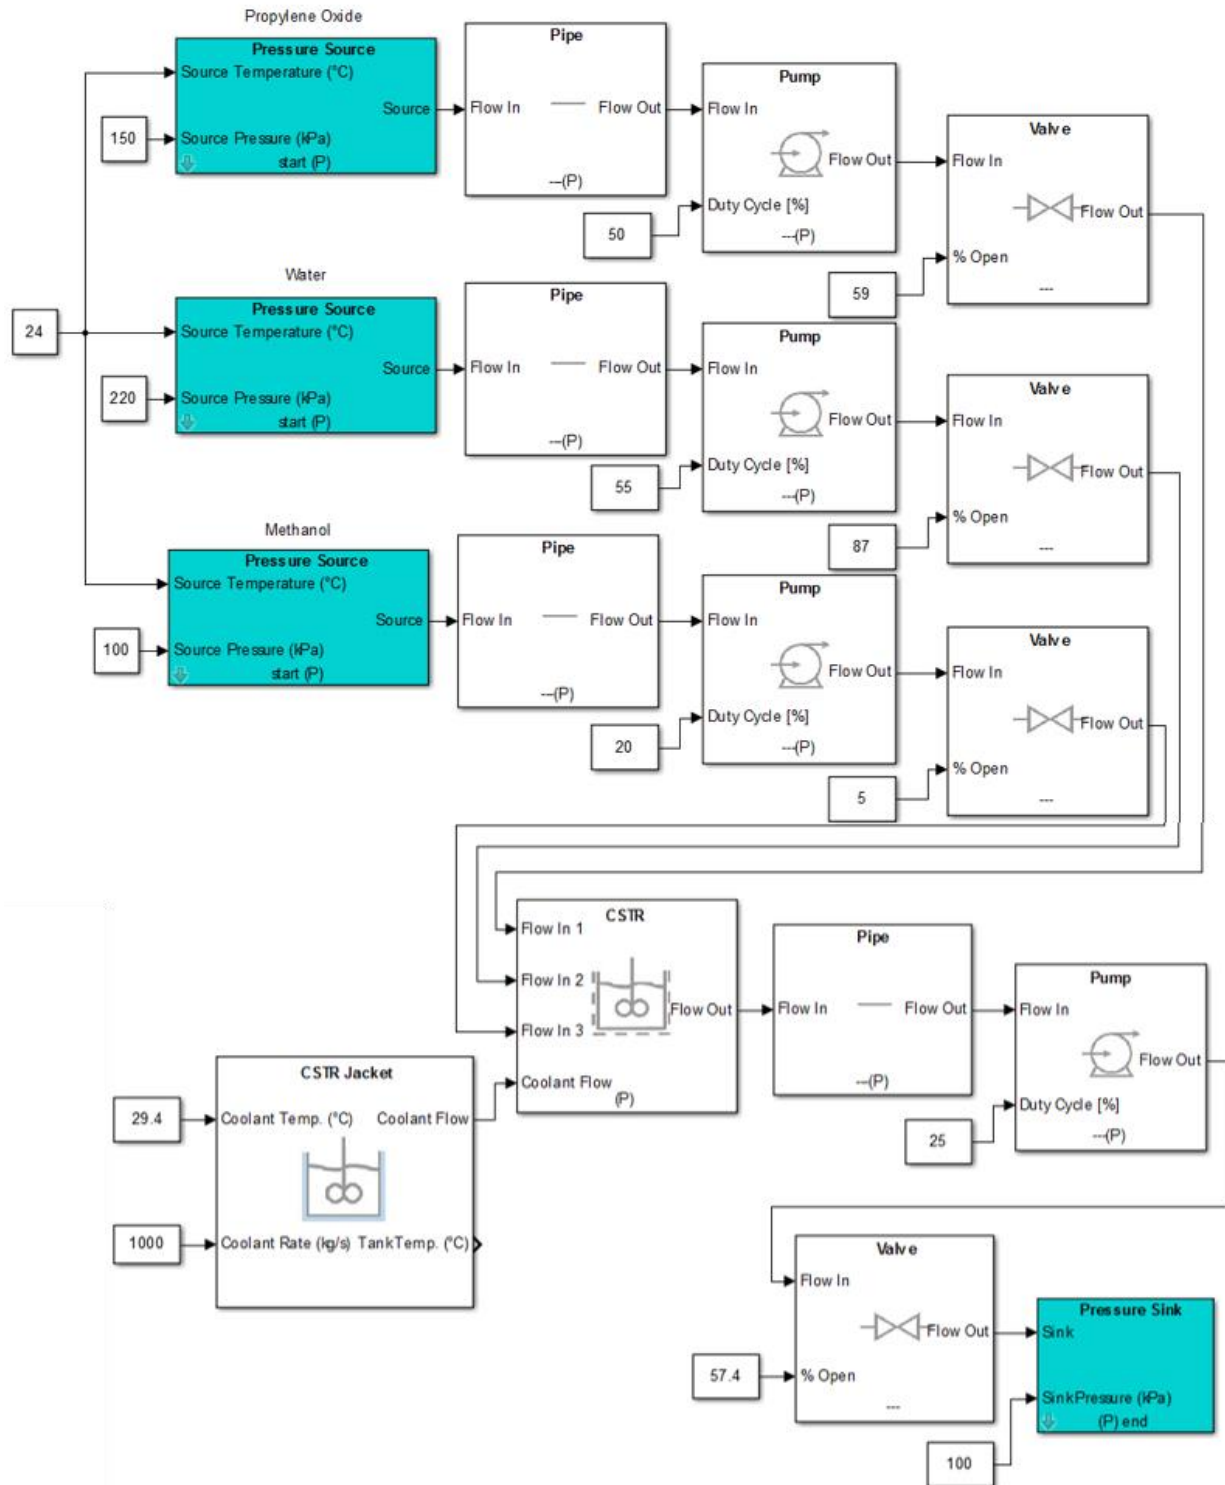 Propylene Oxide
Pressure Source
Source Temperature (°C)
Source
Source Pressure (kPa)
start (P)
150
Pipe
Flow In
Flow Out
---(P)
Pump
Flow In
Flow Out
Duty Cycle [%]
---(P)
50
Valve
Flow In
Flow Out
% Open
---
59
24
Water
Pressure Source
Source Temperature (°C)
Source
Source Pressure (kPa)
start (P)
220
Pipe
Flow In
Flow Out
---(P)
Pump
Flow In
Flow Out
Duty Cycle [%]
---(P)
55
Valve
Flow In
Flow Out
% Open
---
87
Methanol
Pressure Source
Source Temperature (°C)
Source
Source Pressure (kPa)
start (P)
100
Pipe
Flow In
Flow Out
---(P)
Pump
Flow In
Flow Out
Duty Cycle [%]
---(P)
20
Valve
Flow In
Flow Out
% Open
---
5
CSTR
Flow In 1
Flow In 2
Flow Out
Flow In 3
Coolant Flow
(P)
Pipe
Flow In
Flow Out
---(P)
Pump
Flow In
Flow Out
Duty Cycle [%]
---(P)
25
CSTR Jacket
Coolant Temp. (°C)
Coolant Flow
Coolant Rate (kg/s)
TankTemp. (°C)
29.4
1000
Valve
Flow In
Flow Out
% Open
---
57.4
Pressure Sink
Sink
SinkPressure (kPa)
(P) end
100